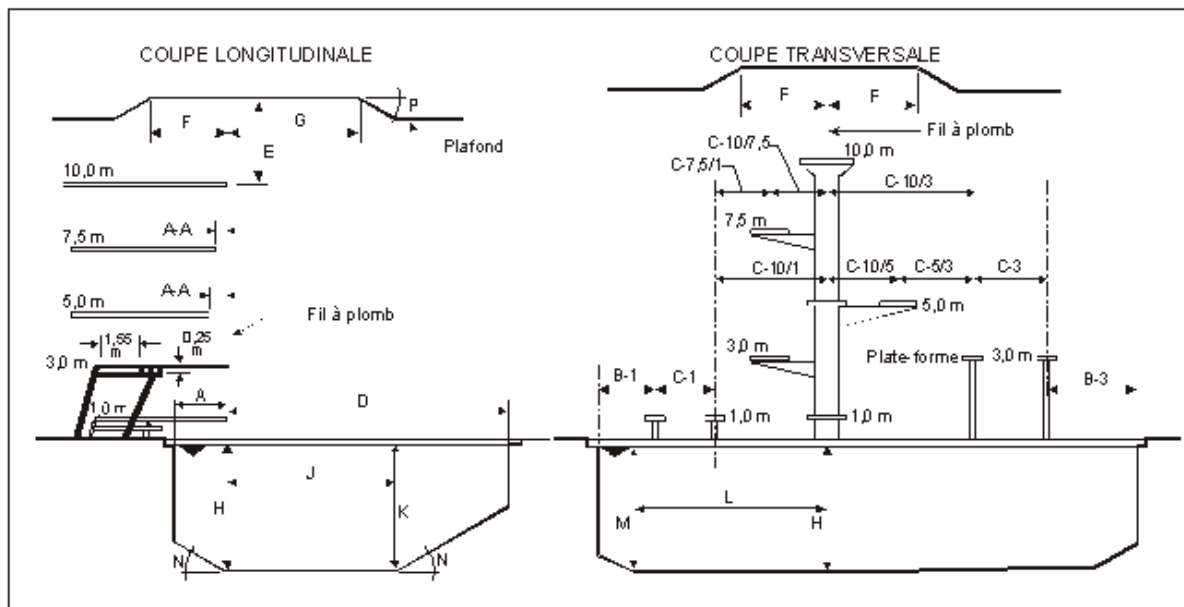 COUPE LONGITUDINALE
P
F
G
E
Plafond
10,0 m
A-A
7,5 m
A-A
5,0 m
Fil à plomb
1,55
m
0,25
m
3,0 m
A
D
1,0 m
J
H
K
N
N
COUPE TRANSVERSALE
F
F
Fil à plomb
C-10/7,5
10,0 m
C-7,5/1
C-10/3
7,5 m
C-10/1
C-10/5
C-5/3
C-3
5,0 m
3,0 m
Plate-forme
3,0 m
B-1
C-1
B-3
1,0 m
1,0 m
L
M
H